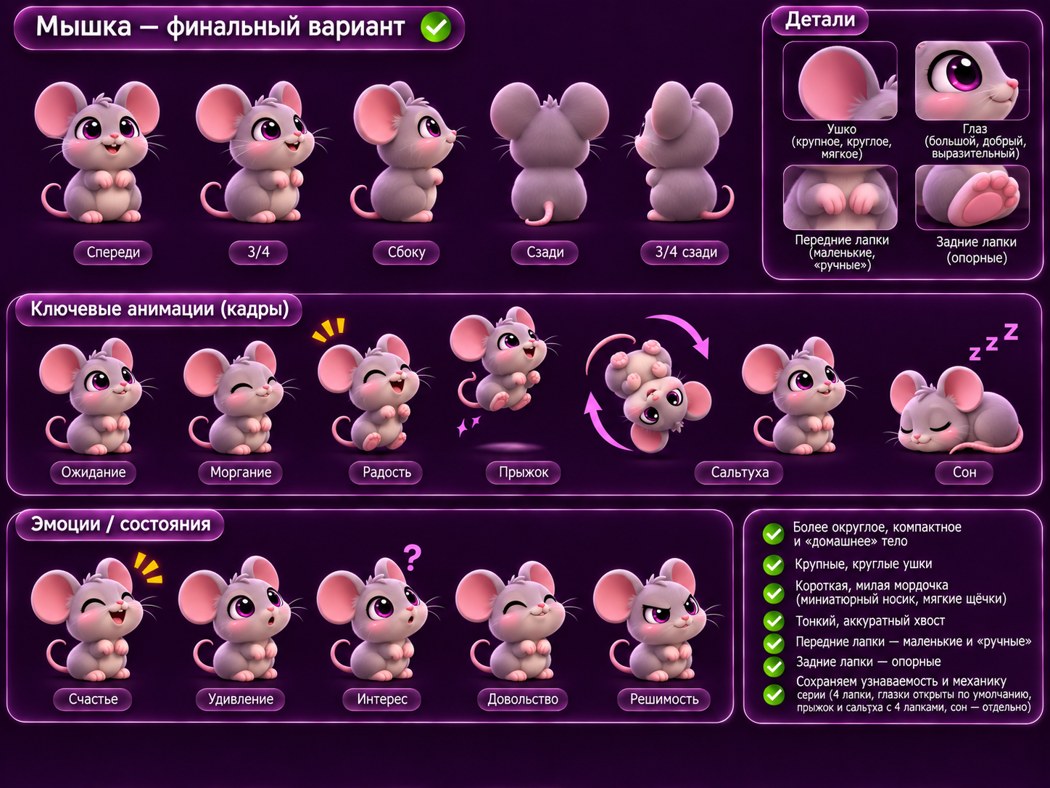 Мышка — финальный вариант
Спереди
3/4
Сбоку
Сзади
3/4 сзади
Детали
Ушко
(крупное, круглое,
мягкое)
Глаз
(большой, добрый,
выразительный)
Передние лапки
(маленькие,
«ручные»)
Задние лапки
(опорные)
Ключевые анимации (кадры)
z z z
Ожидание
Моргание
Радость
Прыжок
Сальтуха
Сон
Эмоции / состояния
?
Счастье
Удивление
Интерес
Довольство
Решимость
Более округлое, компактное
и «домашнее» тело
Крупные, круглые ушки
Короткая, милая мордочка
(миниатюрный носик, мягкие щёчки)
Тонкий, аккуратный хвост
Передние лапки — маленькие и «ручные»
Задние лапки — опорные
Сохраняем узнаваемость и механику
серии (4 лапки, глазки открыты по умолчанию,
прыжок и сальтуха с 4 лапками, сон — отдельно)